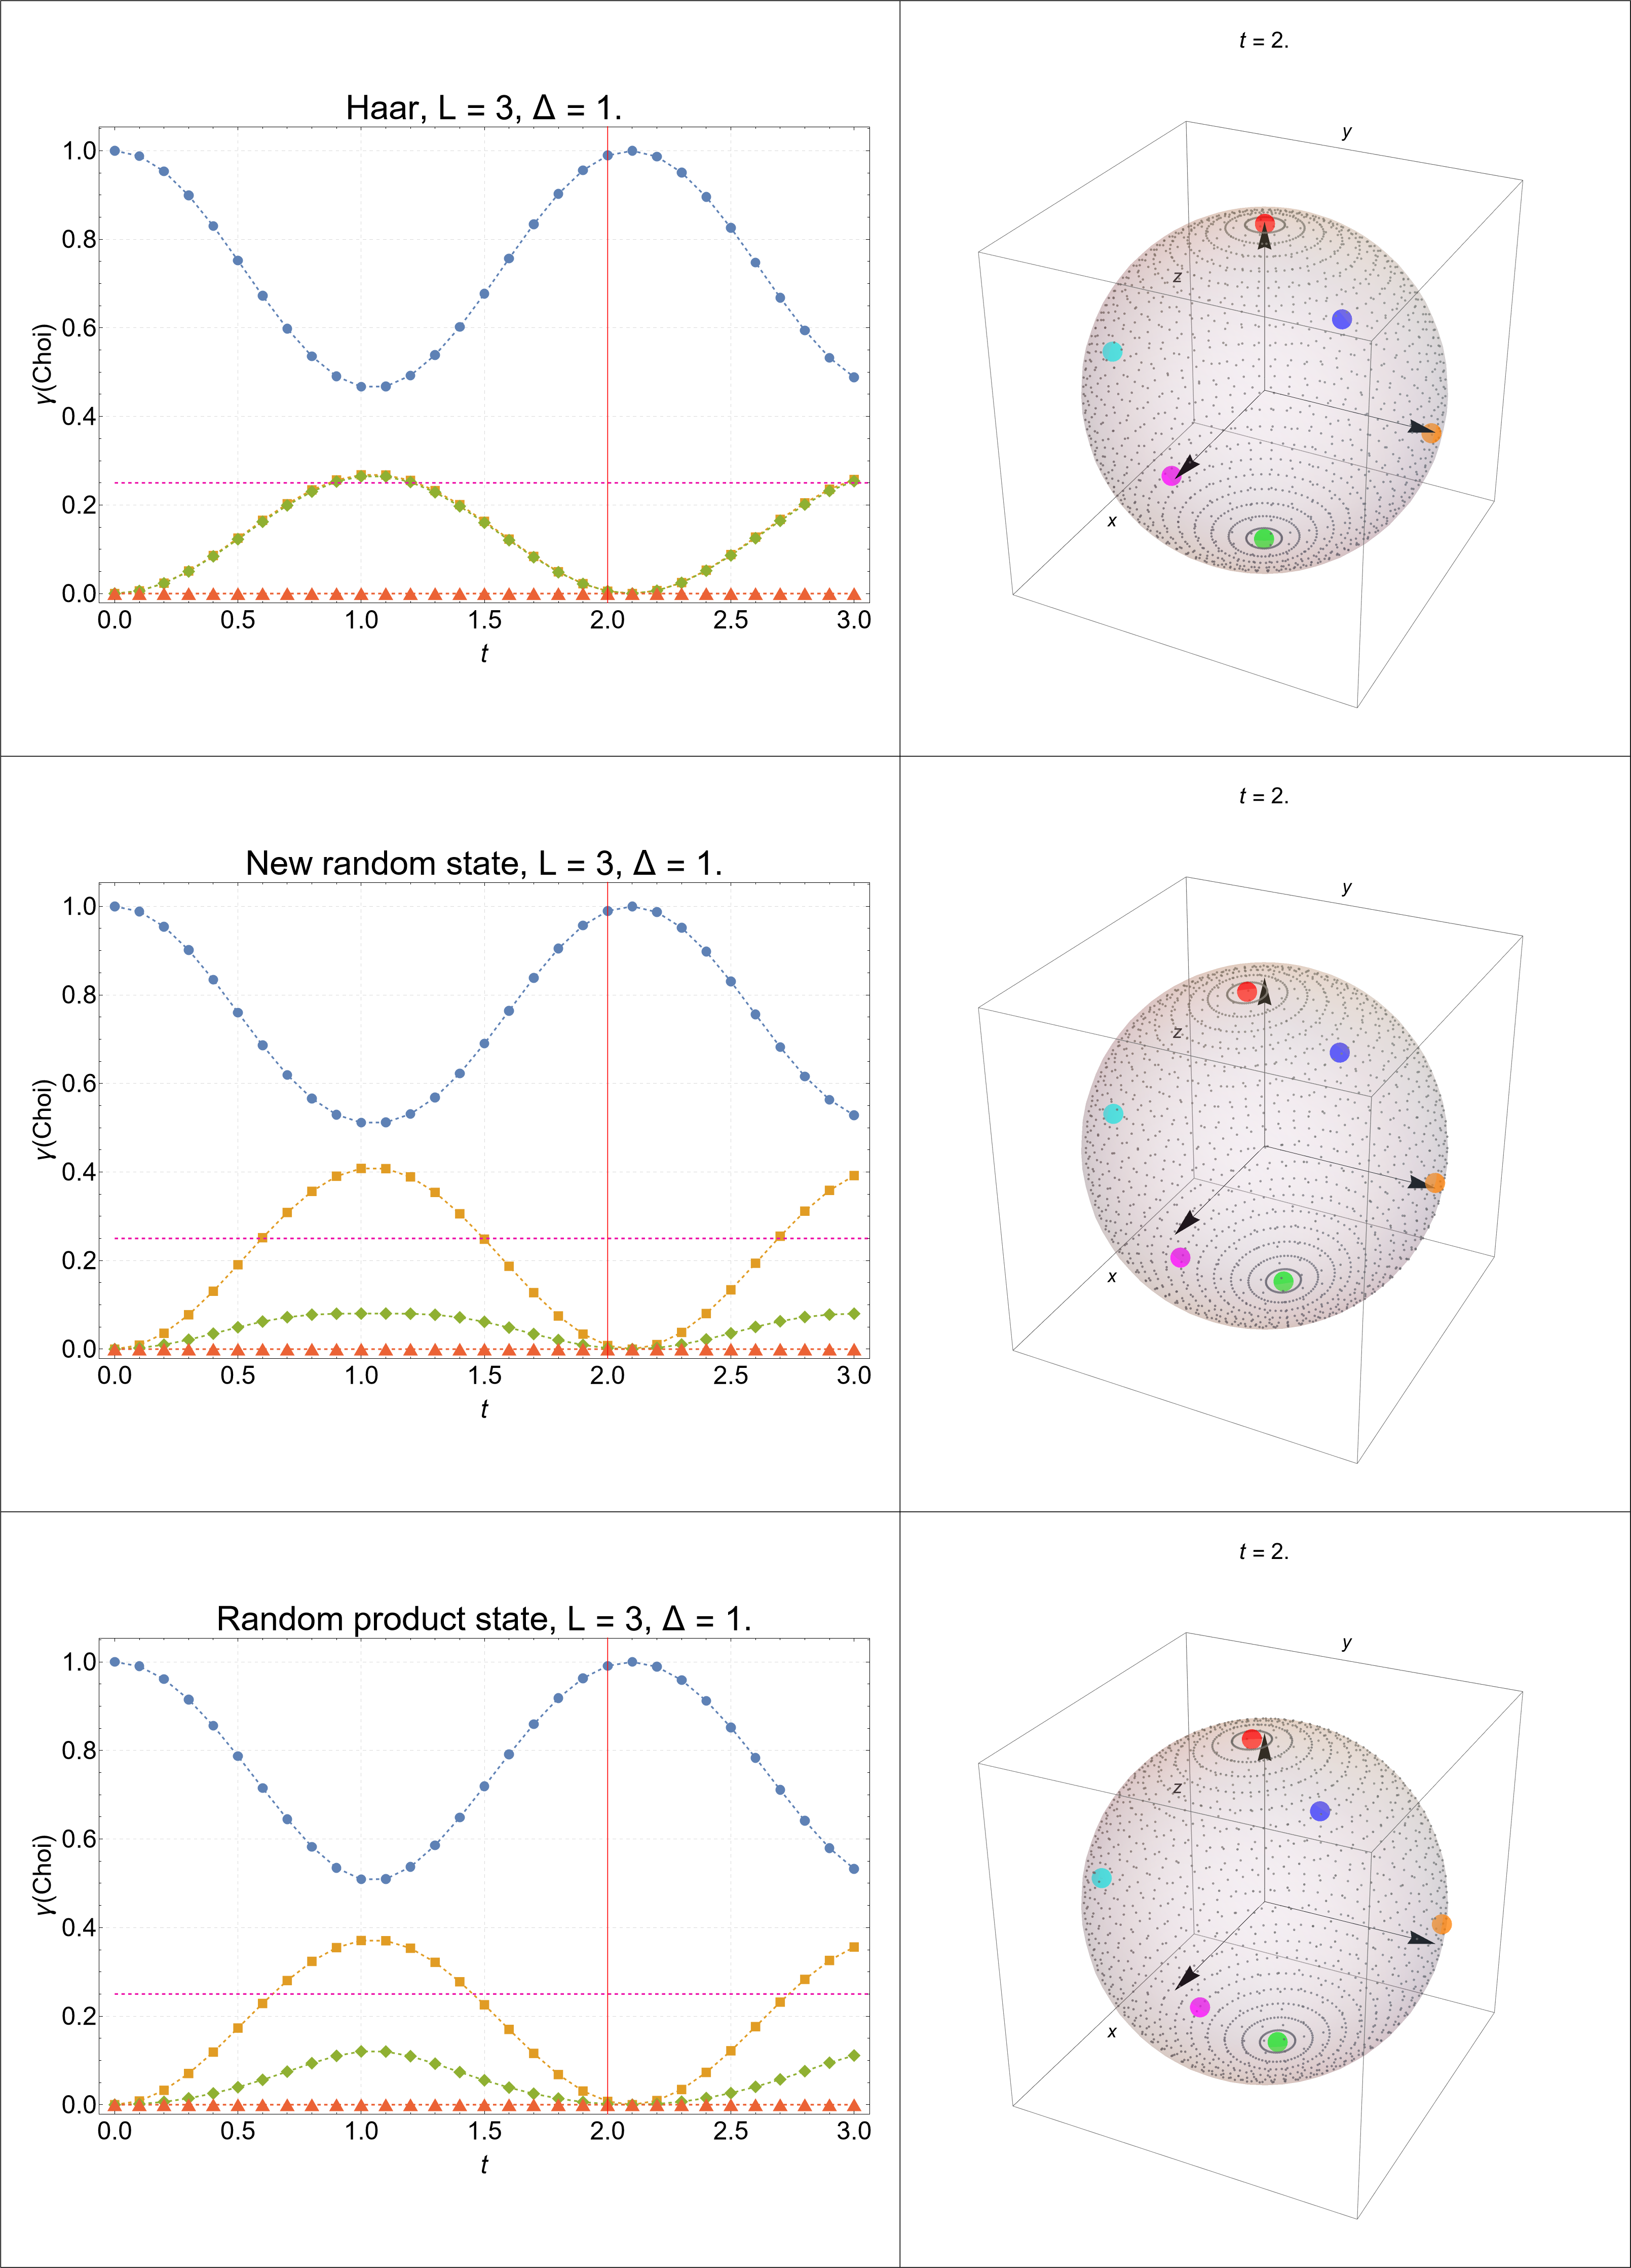 Haar, L = 3, Δ = 1.
γ(Choi)
1.0
0.8
0.6
0.4
0.2
0.0
0.0 0.5 1.0 1.5 2.0 2.5 3.0
t
t = 2.
y
z
x
New random state, L = 3, Δ = 1.
γ(Choi)
1.0
0.8
0.6
0.4
0.2
0.0
0.0 0.5 1.0 1.5 2.0 2.5 3.0
t
t = 2.
y
z
x
Random product state, L = 3, Δ = 1.
γ(Choi)
1.0
0.8
0.6
0.4
0.2
0.0
0.0 0.5 1.0 1.5 2.0 2.5 3.0
t
t = 2.
y
z
x